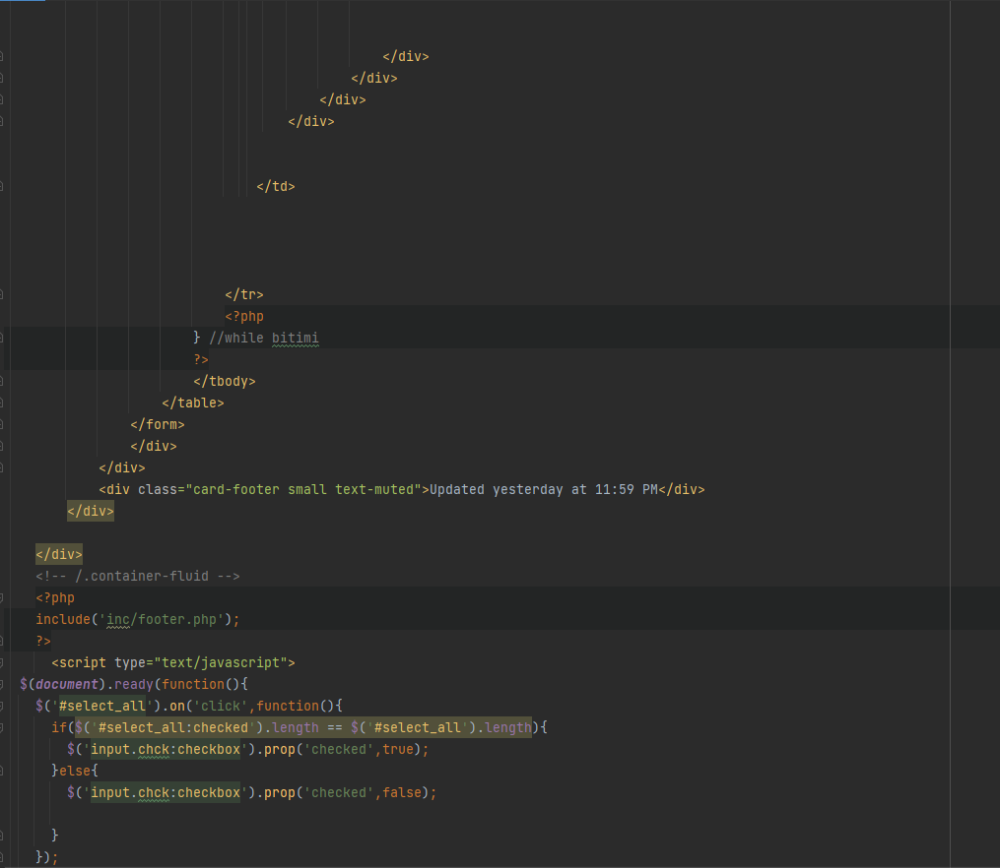 </div>
</div>
</div>
</div>
</td>
</tr>
<?php
} //while bitimi
?>
</tbody>
</table>
</form>
</div>
</div>
<div class="card-footer small text-muted">Updated yesterday at 11:59 PM</div>
</div>
</div>
<!-- /.container-fluid -->
<?php
include('inc/footer.php');
?>
<script type="text/javascript">
$(document).ready(function(){
$('#select_all').on('click',function(){
if($('#select_all:checked').length == $('#select_all').length){
$('input.chck:checkbox').prop('checked',true);
}else{
$('input.chck:checkbox').prop('checked',false);
}
});